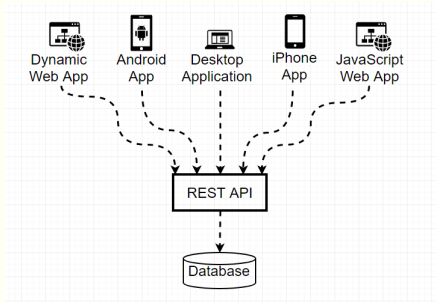 Dynamic
Web App
Android
App
Desktop
Application
iPhone
App
JavaScript
Web App
REST API
Database